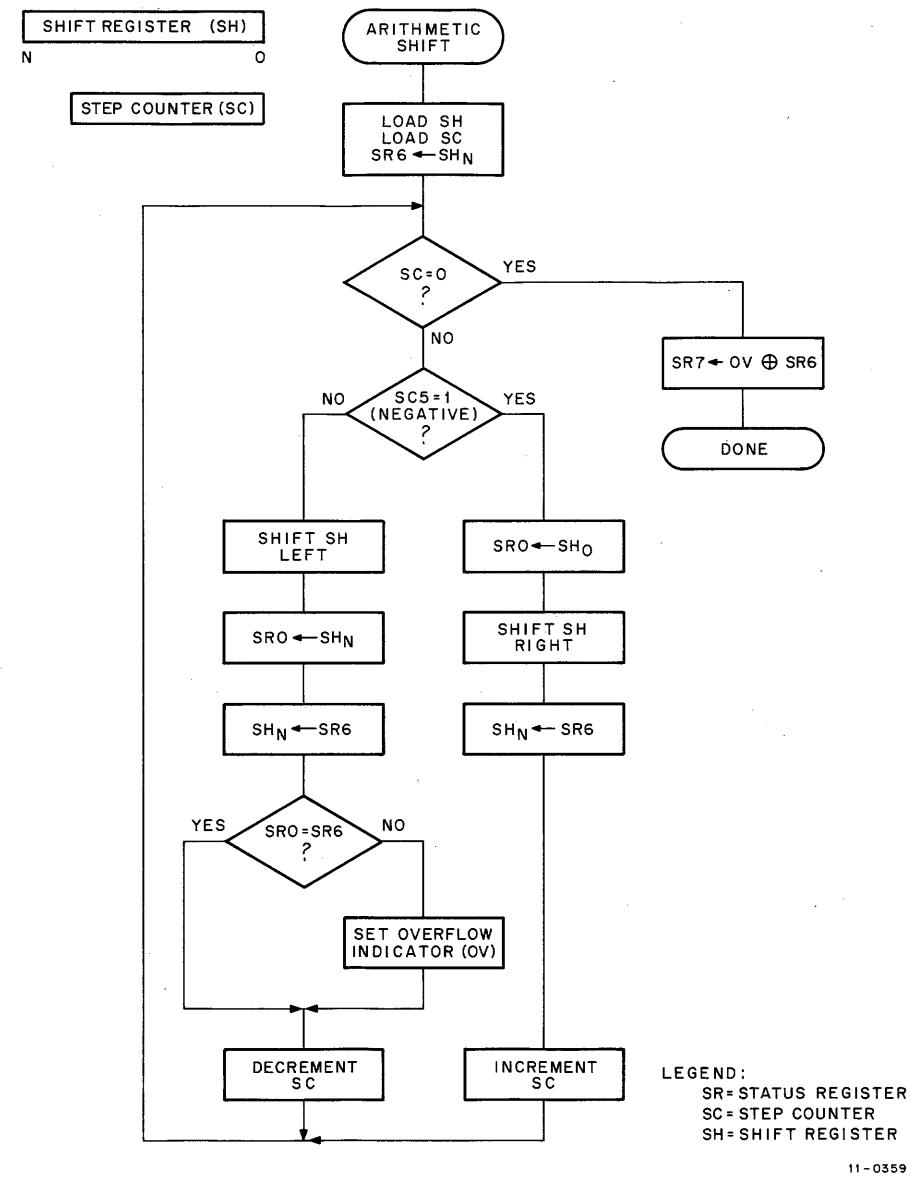 SHIFT REGISTER (SH)
N O
STEP COUNTER (SC)
ARITHMETIC
SHIFT
LOAD SH
LOAD SC
SR6 ← SHN
SC=0
?
YES
NO
SR7 ← OV ⊕ SR6
DONE
SC5=1
(NEGATIVE)
?
NO
YES
SHIFT SH
LEFT
SR0 ← SHN
SHN ← SR6
SR0=SR6
?
YES
NO
SET OVERFLOW
INDICATOR (OV)
DECREMENT
SC
SR0 ← SH0
SHIFT SH
RIGHT
SHN ← SR6
INCREMENT
SC
LEGEND:
SR=STATUS REGISTER
SC=STEP COUNTER
SH=SHIFT REGISTER
11-0359